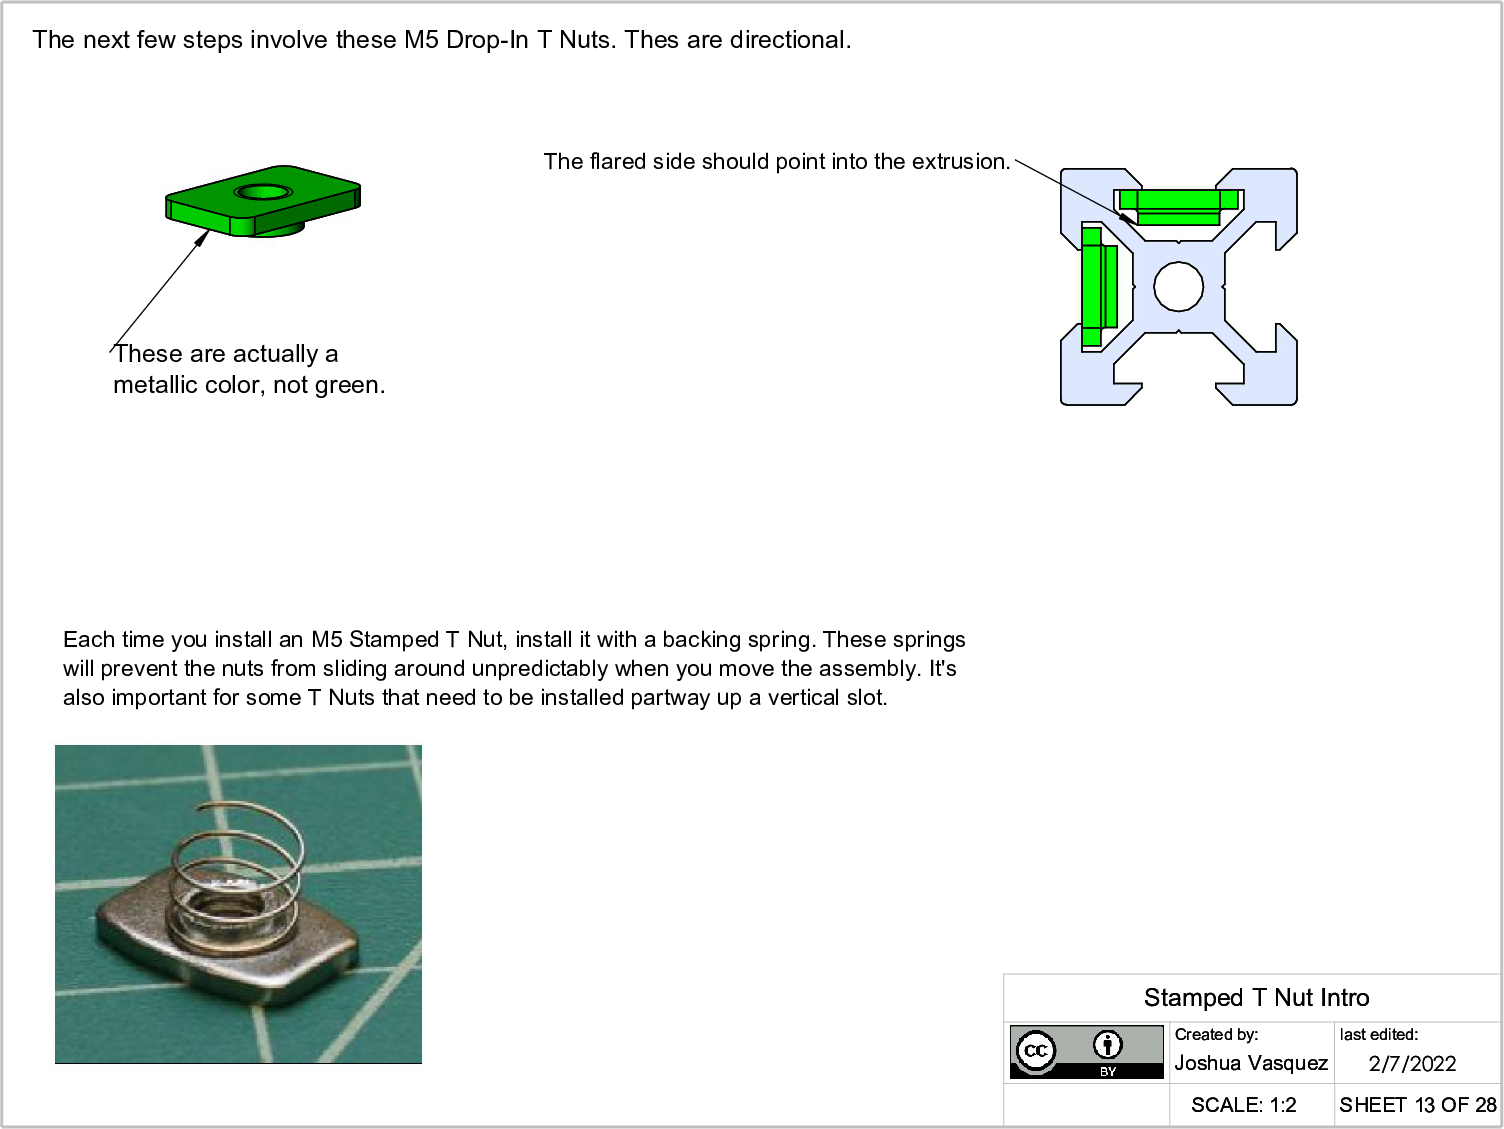 The next few steps involve these M5 Drop-In T Nuts. Thes are directional.
The flared side should point into the extrusion.
These are actually a
metallic color, not green.
Each time you install an M5 Stamped T Nut, install it with a backing spring. These springs
will prevent the nuts from sliding around unpredictably when you move the assembly. It's
also important for some T Nuts that need to be installed partway up a vertical slot.
Stamped T Nut Intro
cc
BY
Created by:
Joshua Vasquez
last edited:
2/7/2022
SCALE: 1:2
SHEET 13 OF 28